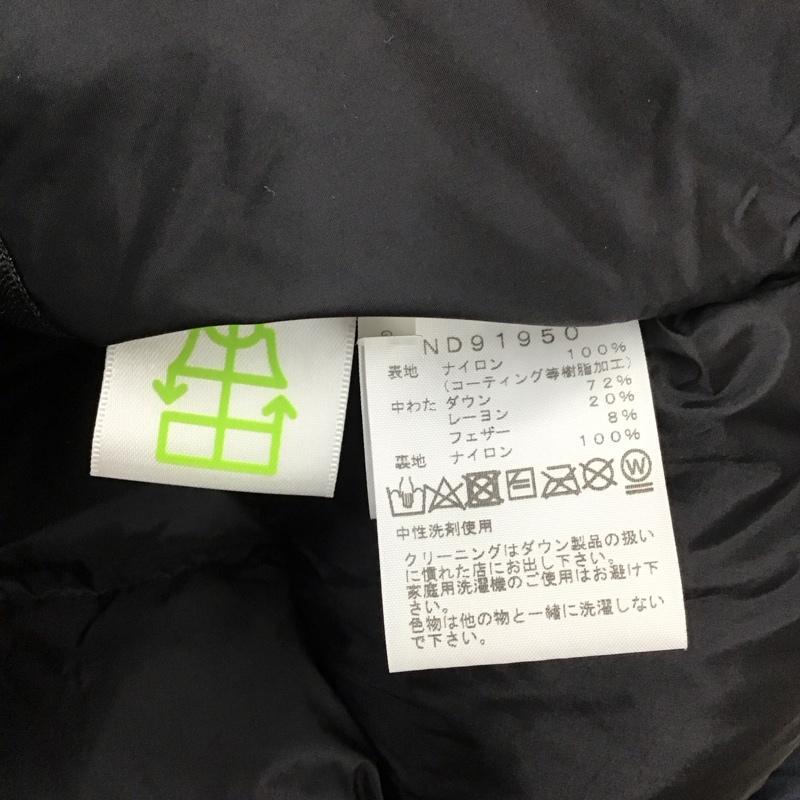 ND91950
表地 ナイロン 100%
(コーティング等樹脂加工)
中わた ダウン 72%
レーヨン 20%
フェザー 8%
裏地 ナイロン 100%
W
中性洗剤使用
クリーニングはダウン製品の扱い
に慣れた店にお出し下さい。
家庭用洗濯機のご使用はお避け下
さい。
色物は他の物と一緒に洗濯しない
で下さい。